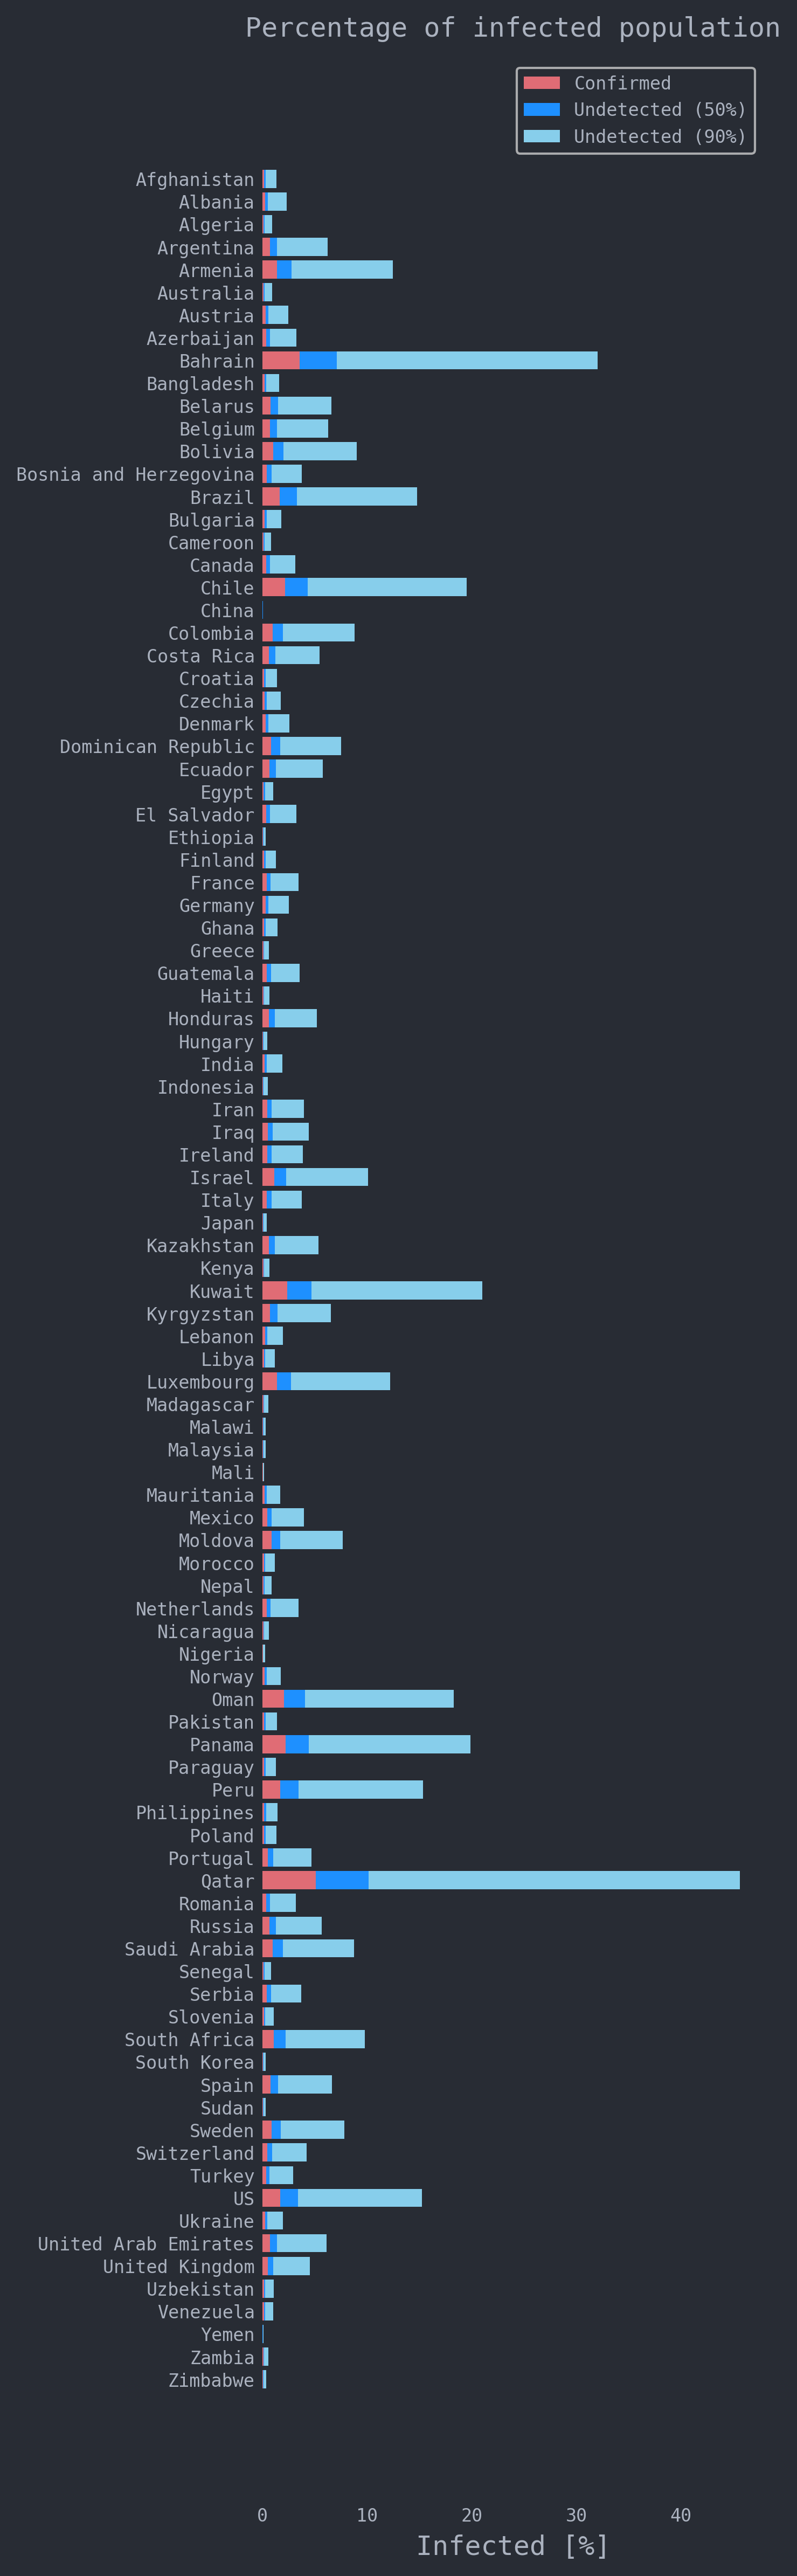 Percentage of infected population
Confirmed
Undetected (50%)
Undetected (90%)
Afghanistan
Albania
Algeria
Argentina
Armenia
Australia
Austria
Azerbaijan
Bahrain
Bangladesh
Belarus
Belgium
Bolivia
Bosnia and Herzegovina
Brazil
Bulgaria
Cameroon
Canada
Chile
China
Colombia
Costa Rica
Croatia
Czechia
Denmark
Dominican Republic
Ecuador
Egypt
El Salvador
Ethiopia
Finland
France
Germany
Ghana
Greece
Guatemala
Haiti
Honduras
Hungary
India
Indonesia
Iran
Iraq
Ireland
Israel
Italy
Japan
Kazakhstan
Kenya
Kuwait
Kyrgyzstan
Lebanon
Libya
Luxembourg
Madagascar
Malawi
Malaysia
Mali
Mauritania
Mexico
Moldova
Morocco
Nepal
Netherlands
Nicaragua
Nigeria
Norway
Oman
Pakistan
Panama
Paraguay
Peru
Philippines
Poland
Portugal
Qatar
Romania
Russia
Saudi Arabia
Senegal
Serbia
Slovenia
South Africa
South Korea
Spain
Sudan
Sweden
Switzerland
Turkey
US
Ukraine
United Arab Emirates
United Kingdom
Uzbekistan
Venezuela
Yemen
Zambia
Zimbabwe
0 10 20 30 40
Infected [%]